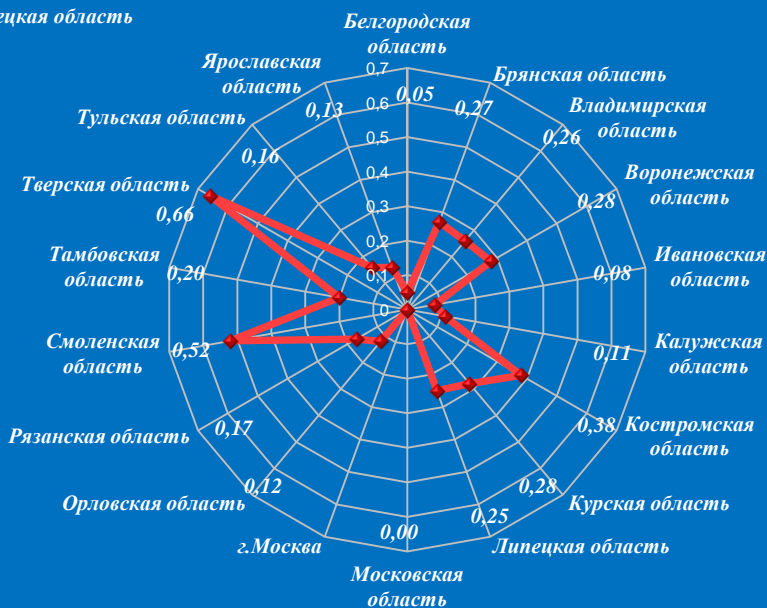 ецкая область
Белгородская
область
Ярославская
область
Брянская область
Владимирская
область
Тульская область
Воронежская
область
Тверская область
Ивановская
область
Тамбовская
область
Калужская
область
Смоленская
область
Костромская
область
Рязанская область
Курская область
Орловская область
Липецкая область
г.Москва
Московская
область
0,7
0,6
0,5
0,4
0,3
0,2
0,1
0
0,05
0,27
0,26
0,28
0,08
0,11
0,38
0,28
0,25
0,00
0,12
0,17
0,52
0,20
0,66
0,16
0,13